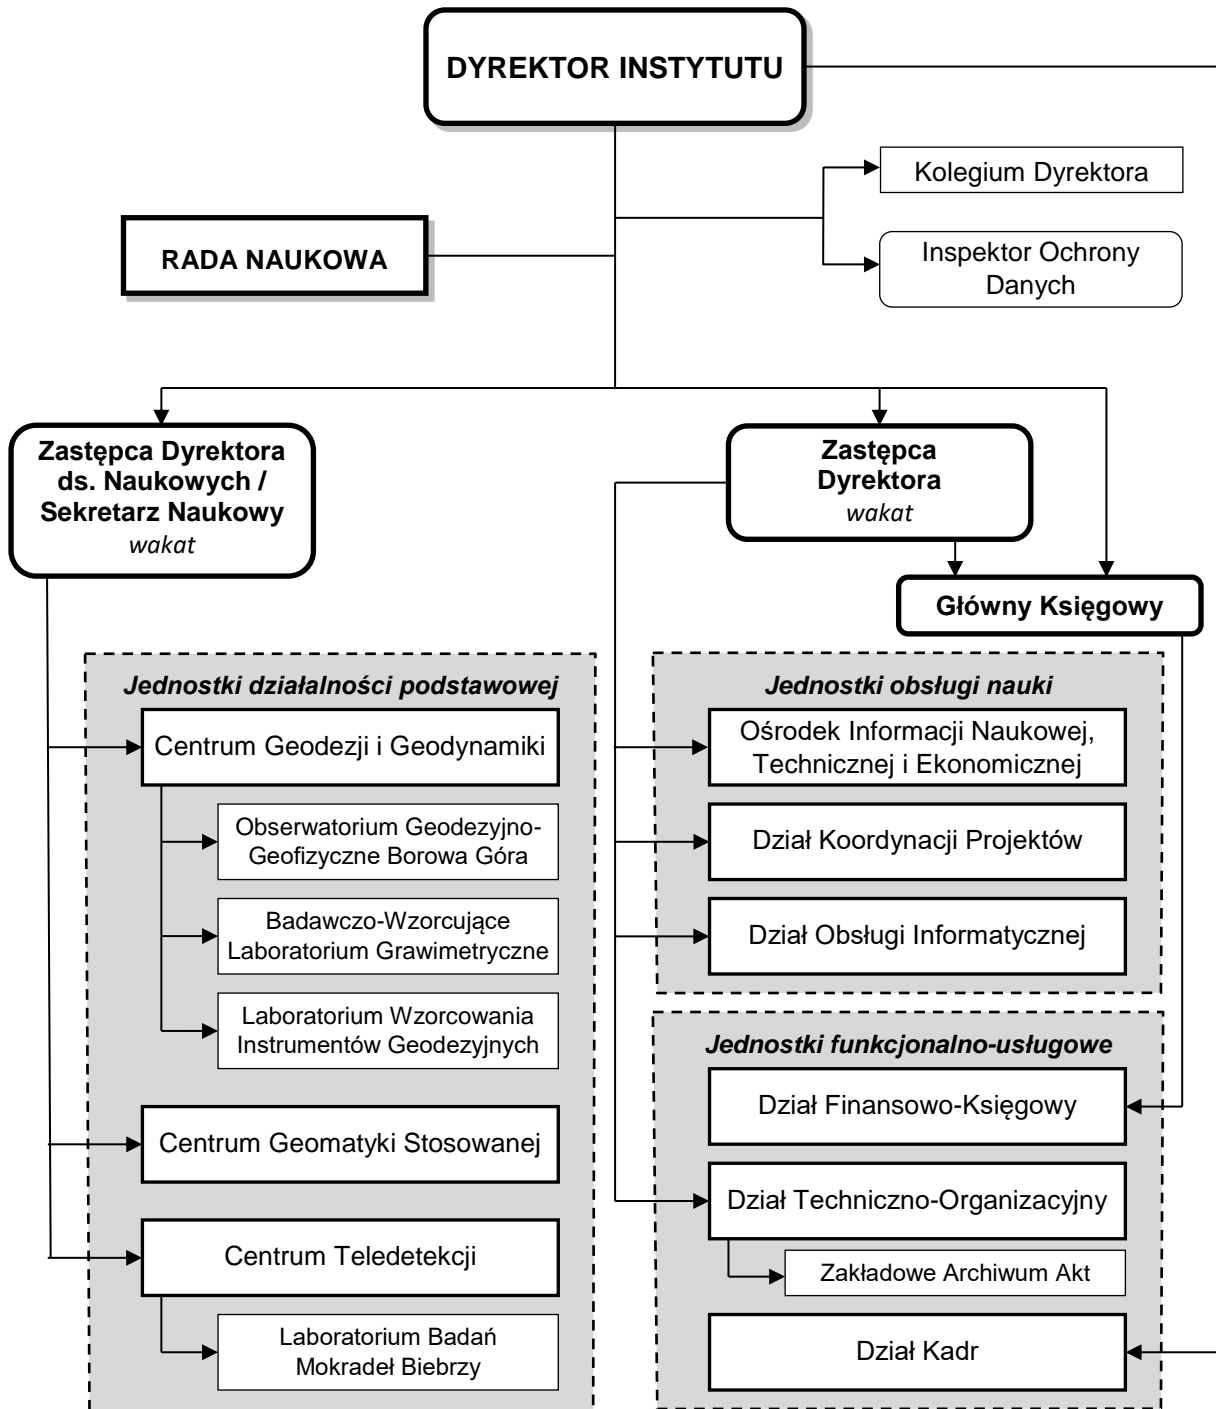 DYREKTOR INSTYTUTU
Kolegium Dyrektora
RADA NAUKOWA
Inspektor Ochrony
Danych
Zastępca Dyrektora
ds. Naukowych /
Sekretarz Naukowy
wakat
Zastępca
Dyrektora
wakat
Główny Księgowy
Jednostki działalności podstawowej
Centrum Geodezji i Geodynamiki
Obserwatorium Geodezyjno-
Geofizyczne Borowa Góra
Badawczo-Wzorcujące
Laboratorium Grawimetryczne
Laboratorium Wzorcowania
Instrumentów Geodezyjnych
Centrum Geomatyki Stosowanej
Centrum Teledetekcji
Laboratorium Badań
Mokradeł Biebrzy
Jednostki obsługi nauki
Ośrodek Informacji Naukowej,
Technicznej i Ekonomicznej
Dział Koordynacji Projektów
Dział Obsługi Informatycznej
Jednostki funkcjonalno-usługowe
Dział Finansowo-Księgowy
Dział Techniczno-Organizacyjny
Zakładowe Archiwum Akt
Dział Kadr